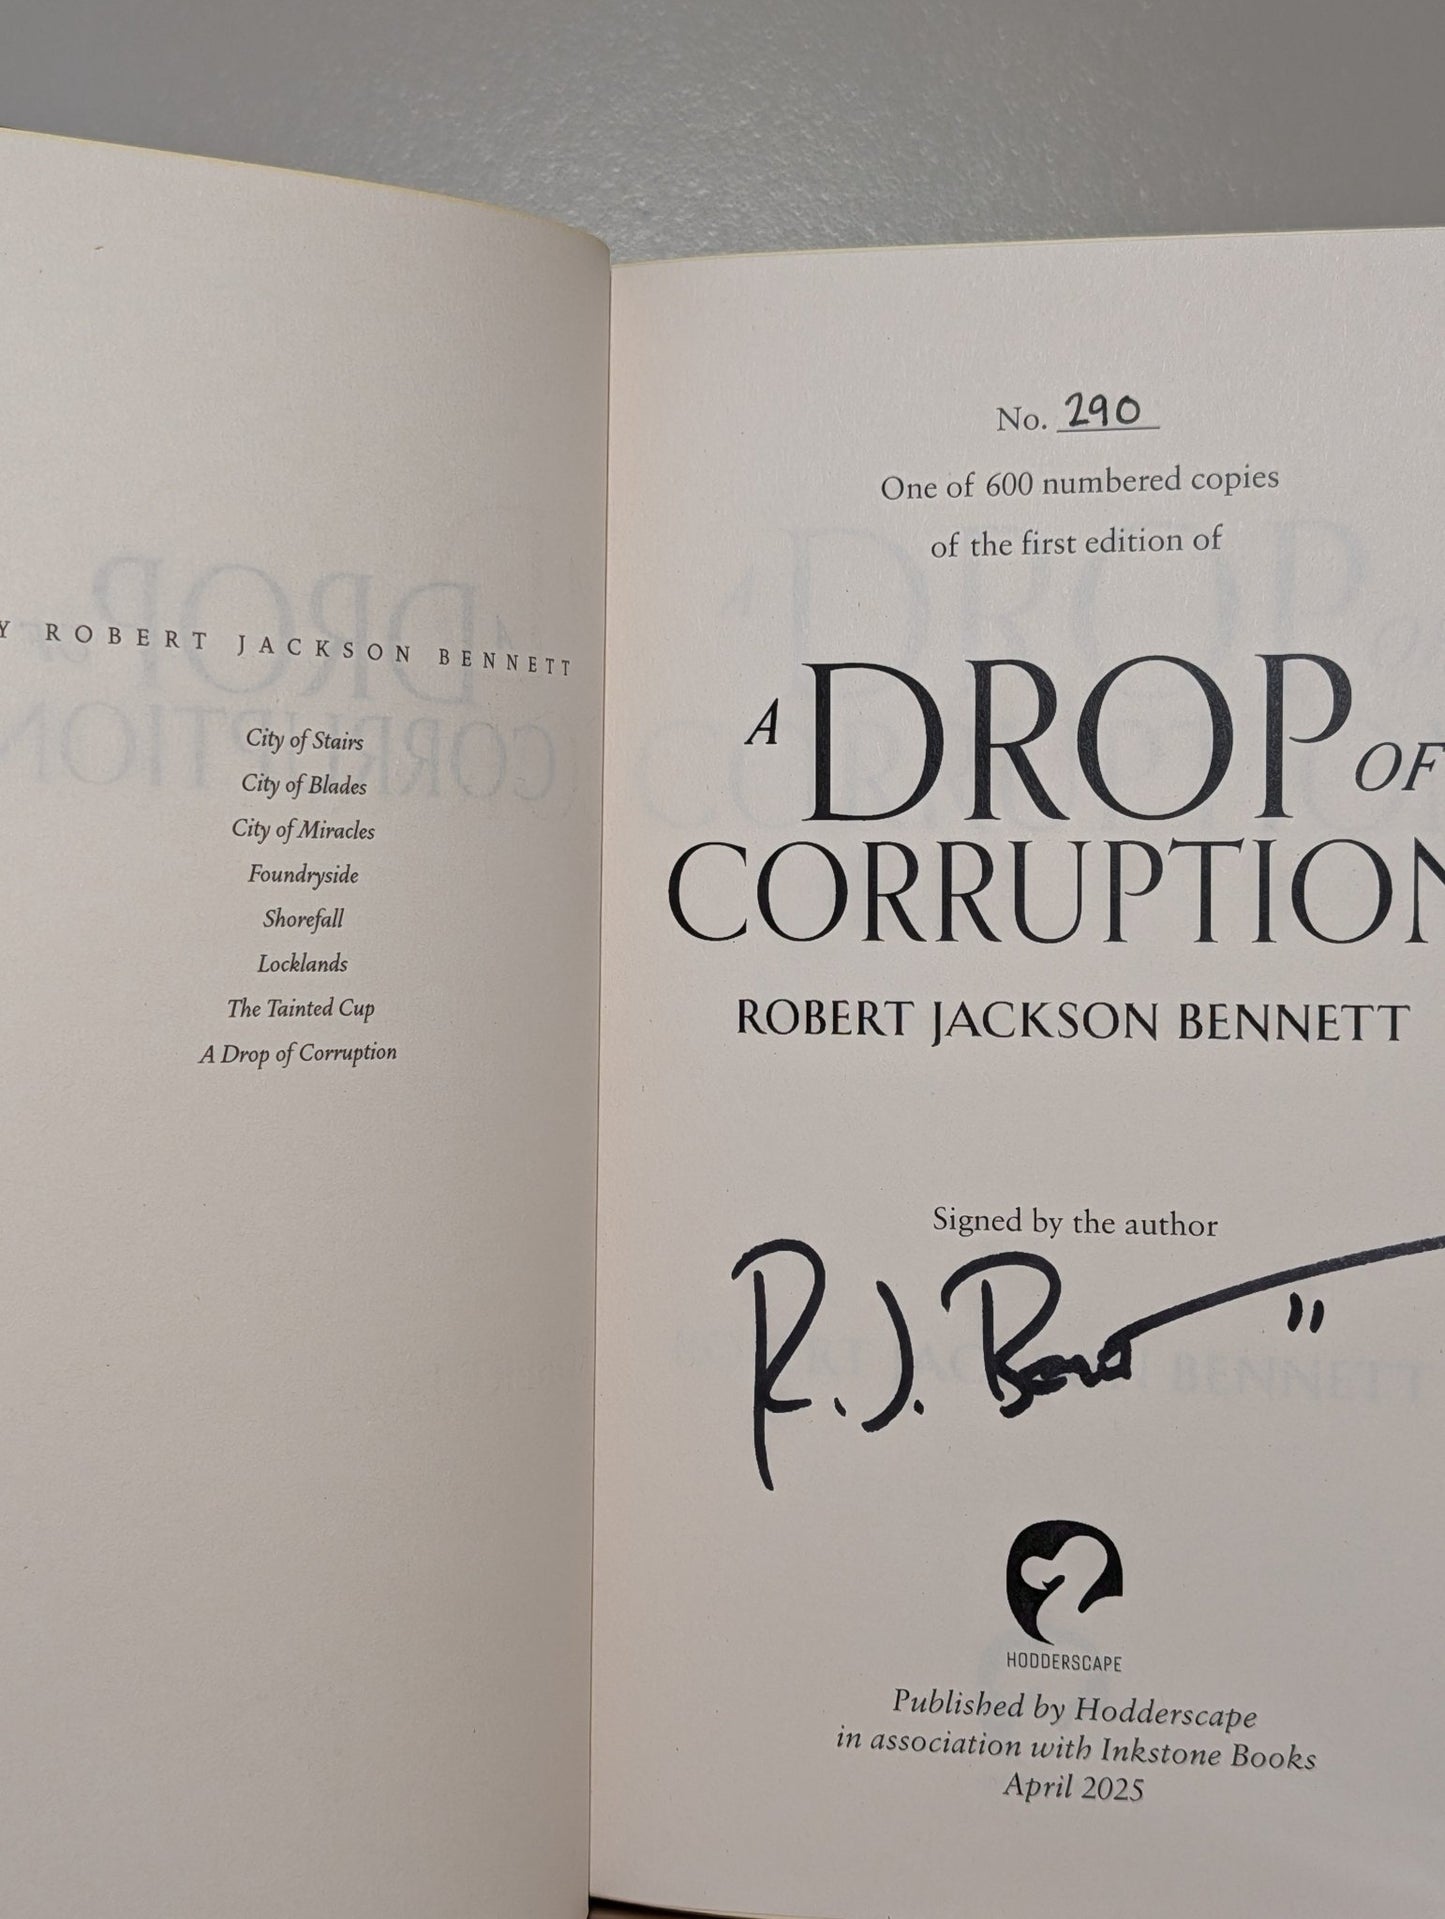 ROBERT JACKSON BENNETT
City of Stairs
City of Blades
City of Miracles
Foundryside
Shorefall
Locklands
The Tainted Cup
A Drop of Corruption
No. 290
One of 600 numbered copies
of the first edition of
A DROP OF
CORRUPTION
ROBERT JACKSON BENNETT
Signed by the author
R. J. Bennett
HODDERSCAPE
Published by Hodderscape
in association with Inkstone Books
April 2025